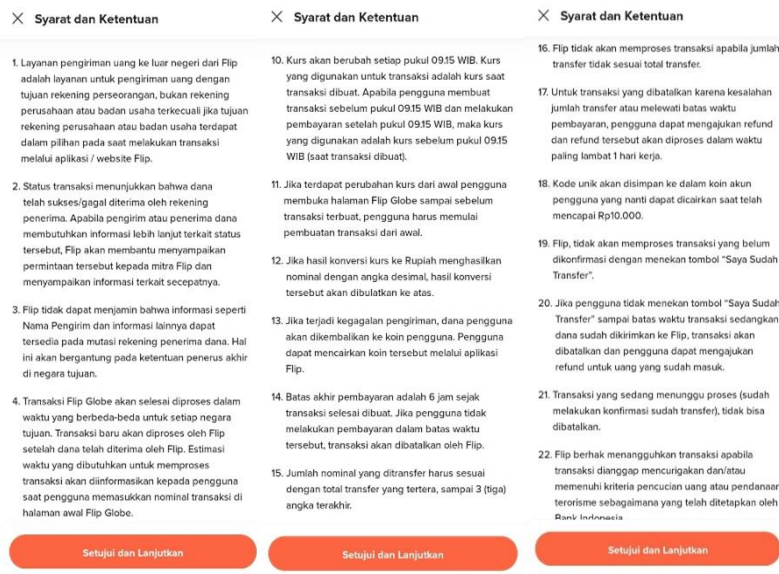 Syarat dan Ketentuan
1. Layanan pengiriman uang ke luar negeri dari Flip
adalah layanan untuk pengiriman uang dengan
tujuan rekening perseorangan, bukan rekening
perusahaan atau badan usaha terkecuali jika tujuan
rekening perusahaan atau badan usaha terdapat
dalam pilihan pada saat melakukan transaksi
melalui aplikasi / website Flip.
2. Status transaksi menunjukkan bahwa dana
telah sukses/gagal diterima oleh rekening
penerima. Apabila pengirim atau penerima dana
membutuhkan informasi lebih lanjut terkait status
tersebut, Flip akan membantu menyampaikan
permintaan tersebut kepada mitra Flip dan
menyampaikan informasi terkait secepatnya.
3. Flip tidak dapat menjamin bahwa informasi seperti
Nama Pengirim dan informasi lainnya dapat
tersedia pada mutasi rekening penerima dana. Hal
ini akan bergantung pada ketentuan penerus akhir
di negara tujuan.
4. Transaksi Flip Globe akan selesai diproses dalam
waktu yang berbeda-beda untuk setiap negara
tujuan. Transaksi baru akan diproses oleh Flip
setelah dana telah diterima oleh Flip. Estimasi
waktu yang dibutuhkan untuk memproses
transaksi akan diinformasikan kepada pengguna
saat pengguna memasukkan nominal transaksi di
halaman awal Flip Globe.
Setujui dan Lanjutkan
Syarat dan Ketentuan
10. Kurs akan berubah setiap pukul 09.15 WIB. Kurs
yang digunakan untuk transaksi adalah kurs saat
transaksi dibuat. Apabila pengguna membuat
transaksi sebelum pukul 09.15 WIB dan melakukan
pembayaran setelah pukul 09.15 WIB, maka kurs
yang digunakan adalah kurs sebelum pukul 09.15
WIB (saat transaksi dibuat).
11. Jika terdapat perubahan kurs dari awal pengguna
membuka halaman Flip Globe sampai sebelum
transaksi terbuat, pengguna harus memulai
pembuatan transaksi dari awal.
12. Jika hasil konversi kurs ke Rupiah menghasilkan
nominal dengan angka desimal, hasil konversi
tersebut akan dibulatkan ke atas.
13. Jika terjadi kegagalan pengiriman, dana pengguna
akan dikembalikan ke koin pengguna. Pengguna
dapat mencairkan koin tersebut melalui aplikasi
Flip.
14. Batas akhir pembayaran adalah 6 jam sejak
transaksi selesai dibuat. Jika pengguna tidak
melakukan pembayaran dalam batas waktu
tersebut, transaksi akan dibatalkan oleh Flip.
15. Jumlah nominal yang ditransfer harus sesuai
dengan total transfer yang tertera, sampai 3 (tiga)
angka terakhir.
Setujui dan Lanjutkan
Syarat dan Ketentuan
16. Flip tidak akan memproses transaksi apabila jumlah
transfer tidak sesuai total transfer.
17. Untuk transaksi yang dibatalkan karena kesalahan
jumlah transfer atau melewati batas waktu
pembayaran, pengguna dapat mengajukan refund
dan refund tersebut akan diproses dalam waktu
paling lambat 1 hari kerja.
18. Kode unik akan disimpan ke dalam koin akun
pengguna yang nanti dapat dicairkan saat telah
mencapai Rp10.000.
19. Flip, tidak akan memproses transaksi yang belum
dikonfirmasi dengan menekan tombol “Saya Sudah
Transfer”.
20. Jika pengguna tidak menekan tombol “Saya Sudah
Transfer” sampai batas waktu transaksi sedangkan
dana sudah dikirimkan ke Flip, transaksi akan
dibatalkan dan pengguna dapat mengajukan
refund untuk uang yang sudah masuk.
21. Transaksi yang sedang menunggu proses (sudah
melakukan konfirmasi sudah transfer), tidak bisa
dibatalkan.
22. Flip berhak menangguhkan transaksi apabila
transaksi dianggap mencurigakan dan/atau
memenuhi kriteria pencucian uang atau pendanaan
terorisme sebagaimana yang telah ditetapkan oleh
Bank Indonesia
Setujui dan Lanjutkan